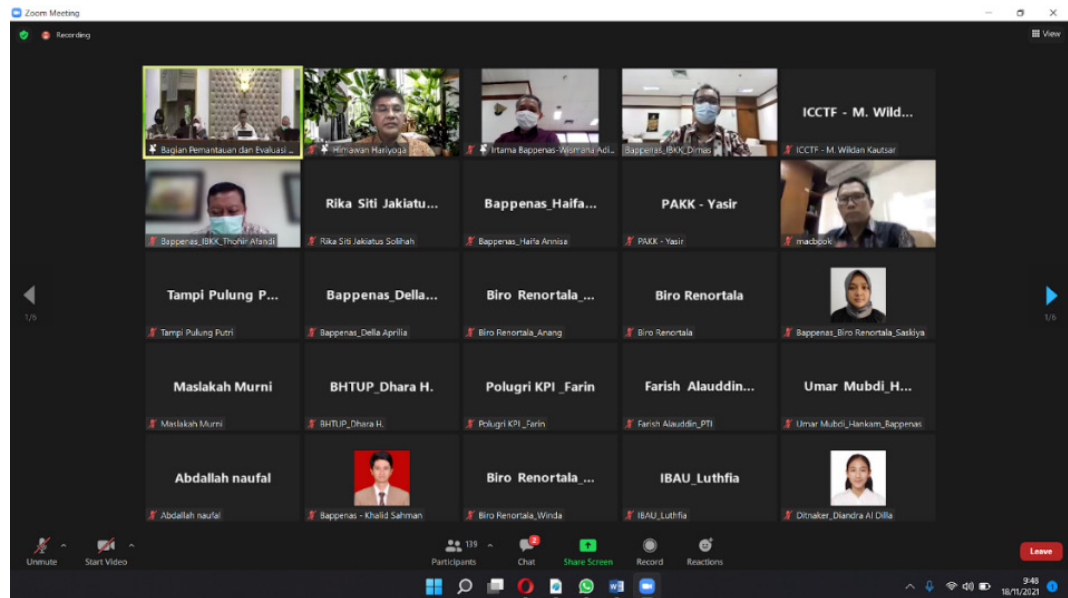 Zoom Meeting
Recording
View
Bagian Pemantauan dan Evaluasi ...
Himawan Hariyoga
Irtama Bappenas-Wismana Adi...
Bappenas_IBKK_Dimas
ICCTF - M. Wild...
ICCTF - M. Wildan Kautsar
Bappenas_IBKK_Thohir Afandi
Rika Siti Jakiatu...
Rika Siti Jakiatus Solihah
Bappenas_Haifa...
Bappenas_Haifa Annisa
PAKK - Yasir
PAKK - Yasir
macbook
Tampi Pulung P...
Tampi Pulung Putri
Bappenas_Della...
Bappenas_Della Aprilia
Biro Renortala_...
Biro Renortala_Anang
Biro Renortala
Biro Renortala
Bappenas_Biro Renortala_Saskiya
1/6
1/6
Maslakah Murni
Maslakah Murni
BHTUP_Dhara H.
BHTUP_Dhara H.
Polugri KPI_Farin
Polugri KPI_Farin
Farish Alauddin...
Farish Alauddin_PTI
Umar Mubdi_H...
Umar Mubdi_Hankam_Bappenas
Abdallah naufal
Abdallah naufal
Bappenas - Khalid Sahman
Biro Renortala_...
Biro Renortala_Winda
IBAU_Luthfia
IBAU_Luthfia
Ditnaker_Diandra Al Dilla
Unmute
Start Video
139
Participants
2
Chat
Share Screen
Record
Reactions
Leave
9:48
18/11/2021
1